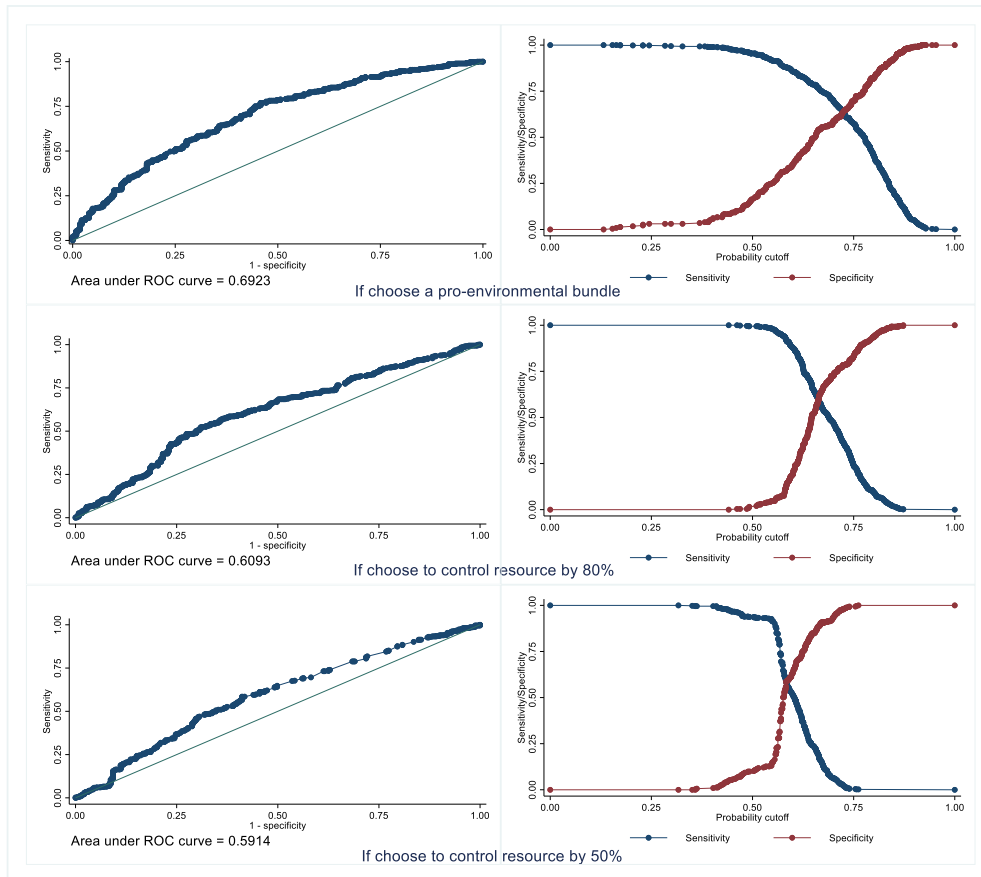 Sensitivity
0.00 0.25 0.50 0.75 1.00
0.00 0.25 0.50 0.75 1.00
1 - specificity
Area under ROC curve = 0.6923
Sensitivity/Specificity
0.00 0.25 0.50 0.75 1.00
0.00 0.25 0.50 0.75 1.00
Probability cutoff
Sensitivity Specificity
If choose a pro-environmental bundle
Sensitivity
0.00 0.25 0.50 0.75 1.00
0.00 0.25 0.50 0.75 1.00
1 - specificity
Area under ROC curve = 0.6093
Sensitivity/Specificity
0.00 0.25 0.50 0.75 1.00
0.00 0.25 0.50 0.75 1.00
Probability cutoff
Sensitivity Specificity
If choose to control resource by 80%
Sensitivity
0.00 0.25 0.50 0.75 1.00
0.00 0.25 0.50 0.75 1.00
1 - specificity
Area under ROC curve = 0.5914
Sensitivity/Specificity
0.00 0.25 0.50 0.75 1.00
0.00 0.25 0.50 0.75 1.00
Probability cutoff
Sensitivity Specificity
If choose to control resource by 50%